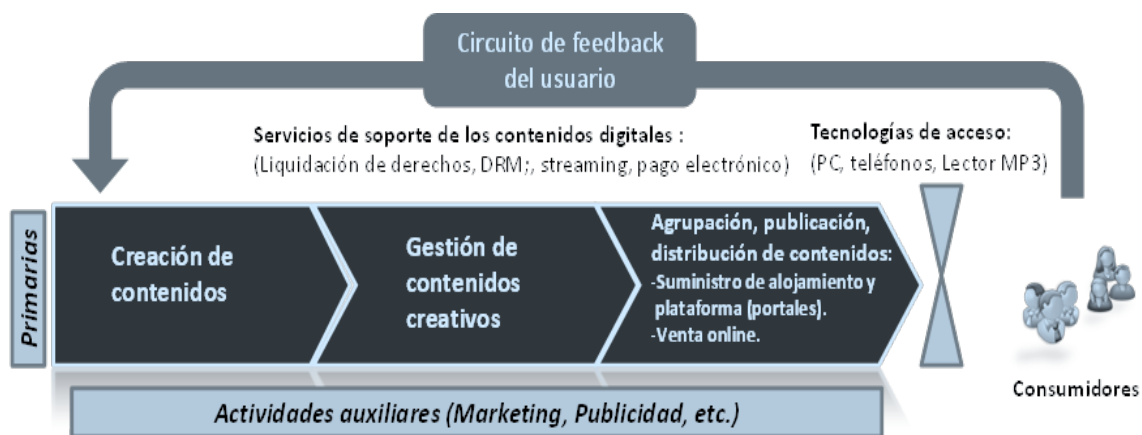 Circuito de feedback
del usuario
Servicios de soporte de los contenidos digitales :
(Liquidación de derechos, DRM;, streaming, pago electrónico)
Tecnologías de acceso:
(PC, teléfonos, Lector MP3)
Primarias
Creación de
contenidos
Gestión de
contenidos
creativos
Agrupación, publicación,
distribución de contenidos:
-Suministro de alojamiento y
plataforma (portales).
-Venta online.
Consumidores
Actividades auxiliares (Marketing, Publicidad, etc.)